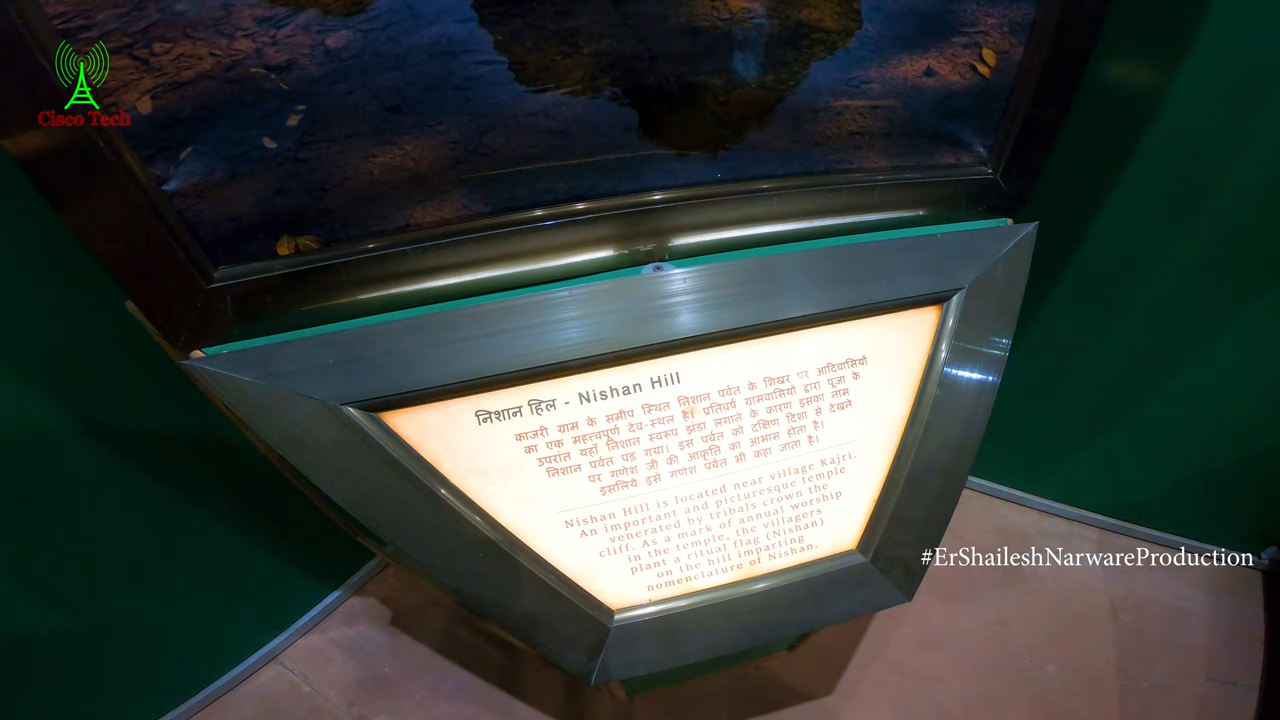 Cisco Tech
निशान हिल - Nishan Hill
काजरी ग्राम के समीप स्थित निशान पर्वत के शिखर पर आदिवासियों
का एक महत्वपूर्ण देव-स्थल है। प्रतिवर्ष ग्रामवासियों द्वारा पूजा के
उपरांत यहाँ निशान स्वरूप झंडा लगाने के कारण इसका नाम
निशान पर्वत पड़ गया। इस पर्वत को दक्षिण दिशा से देखने
पर गणेश जी की आकृति का आभास होता है।
इसलिये इसे गणेश पर्वत भी कहा जाता है।
Nishan Hill is located near village Kajri.
An important and picturesque temple
venerated by tribals crown the
cliff. As a mark of annual worship
in the temple, the villagers
plant a ritual flag (Nishan)
on the hill imparting
nomenclature of Nishan.
#ErShaileshNarwareProduction